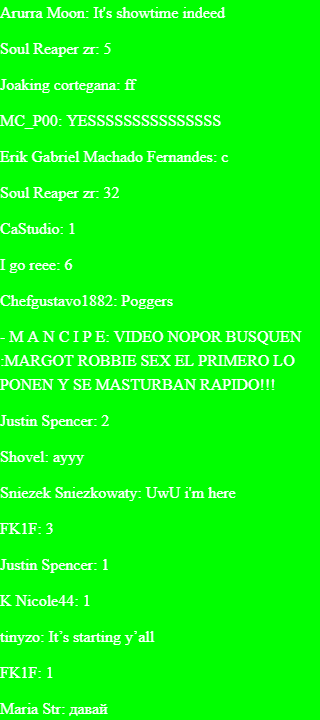 Arurra Moon: It's showtime indeed
Soul Reaper zr: 5
Joaking cortegana: ff
MC_P00: YESSSSSSSSSSSSSSS
Erik Gabriel Machado Fernandes: c
Soul Reaper zr: 32
CaStudio: 1
I go reee: 6
Chefgustavo1882: Poggers
- M A N C I P E: VIDEO NOPOR BUSQUEN
:MARGOT ROBBIE SEX EL PRIMERO LO
PONEN Y SE MASTURBAN RAPIDO!!!
Justin Spencer: 2
Shovel: ayyy
Sniezek Sniezkowaty: UwU i'm here
FK1F: 3
Justin Spencer: 1
K Nicole44: 1
tinyzo: It’s starting y’all
FK1F: 1
Maria Str: давай